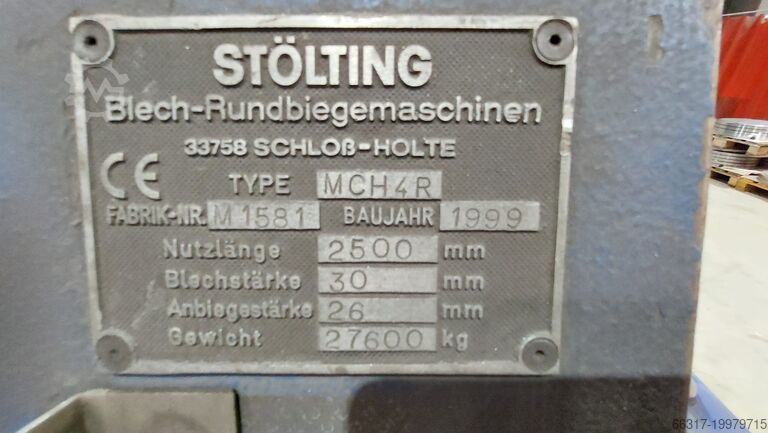 STÖLTING
Blech-Rundbiegemaschinen
33758 SCHLOß-HOLTE
CE TYPE MCH4R
FABRIK-NR. M1581 BAUJAHR 1999
Nutzlänge 2500 mm
Blechstärke 30 mm
Anbiegestärke 26 mm
Gewicht 27600 kg
66317-19979715